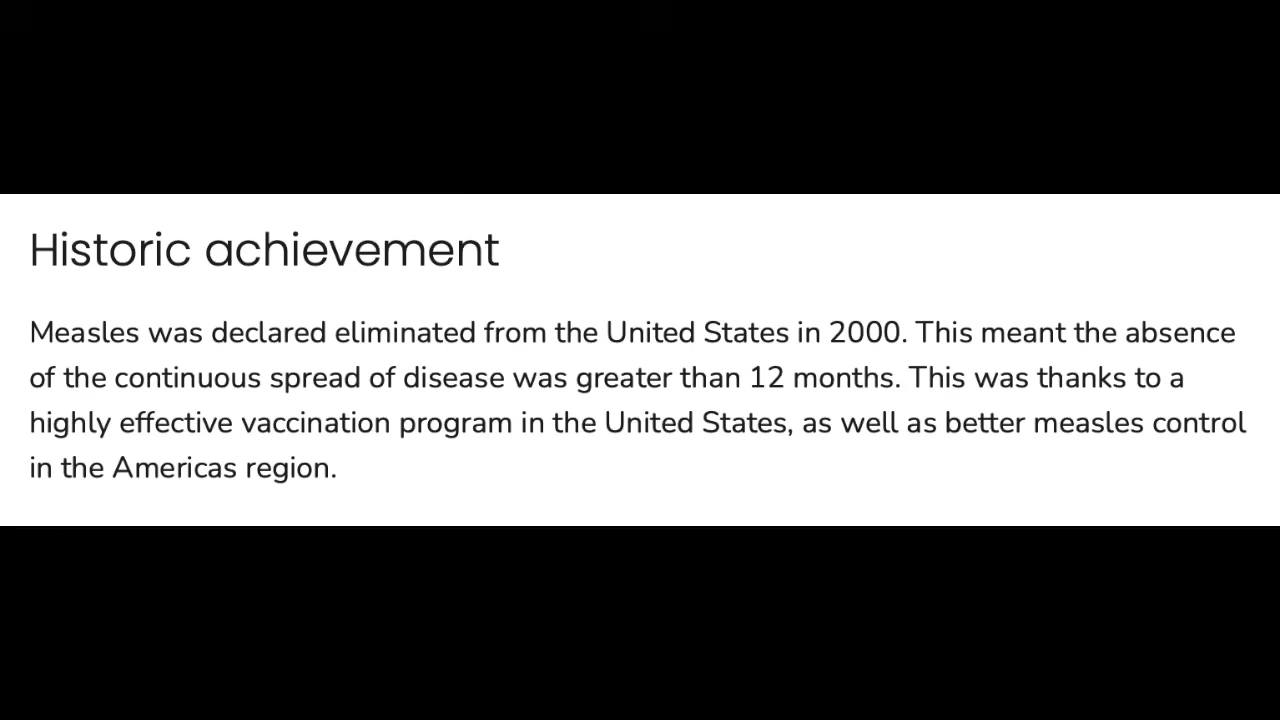 Historic achievement
Measles was declared eliminated from the United States in 2000. This meant the absence
of the continuous spread of disease was greater than 12 months. This was thanks to a
highly effective vaccination program in the United States, as well as better measles control
in the Americas region.